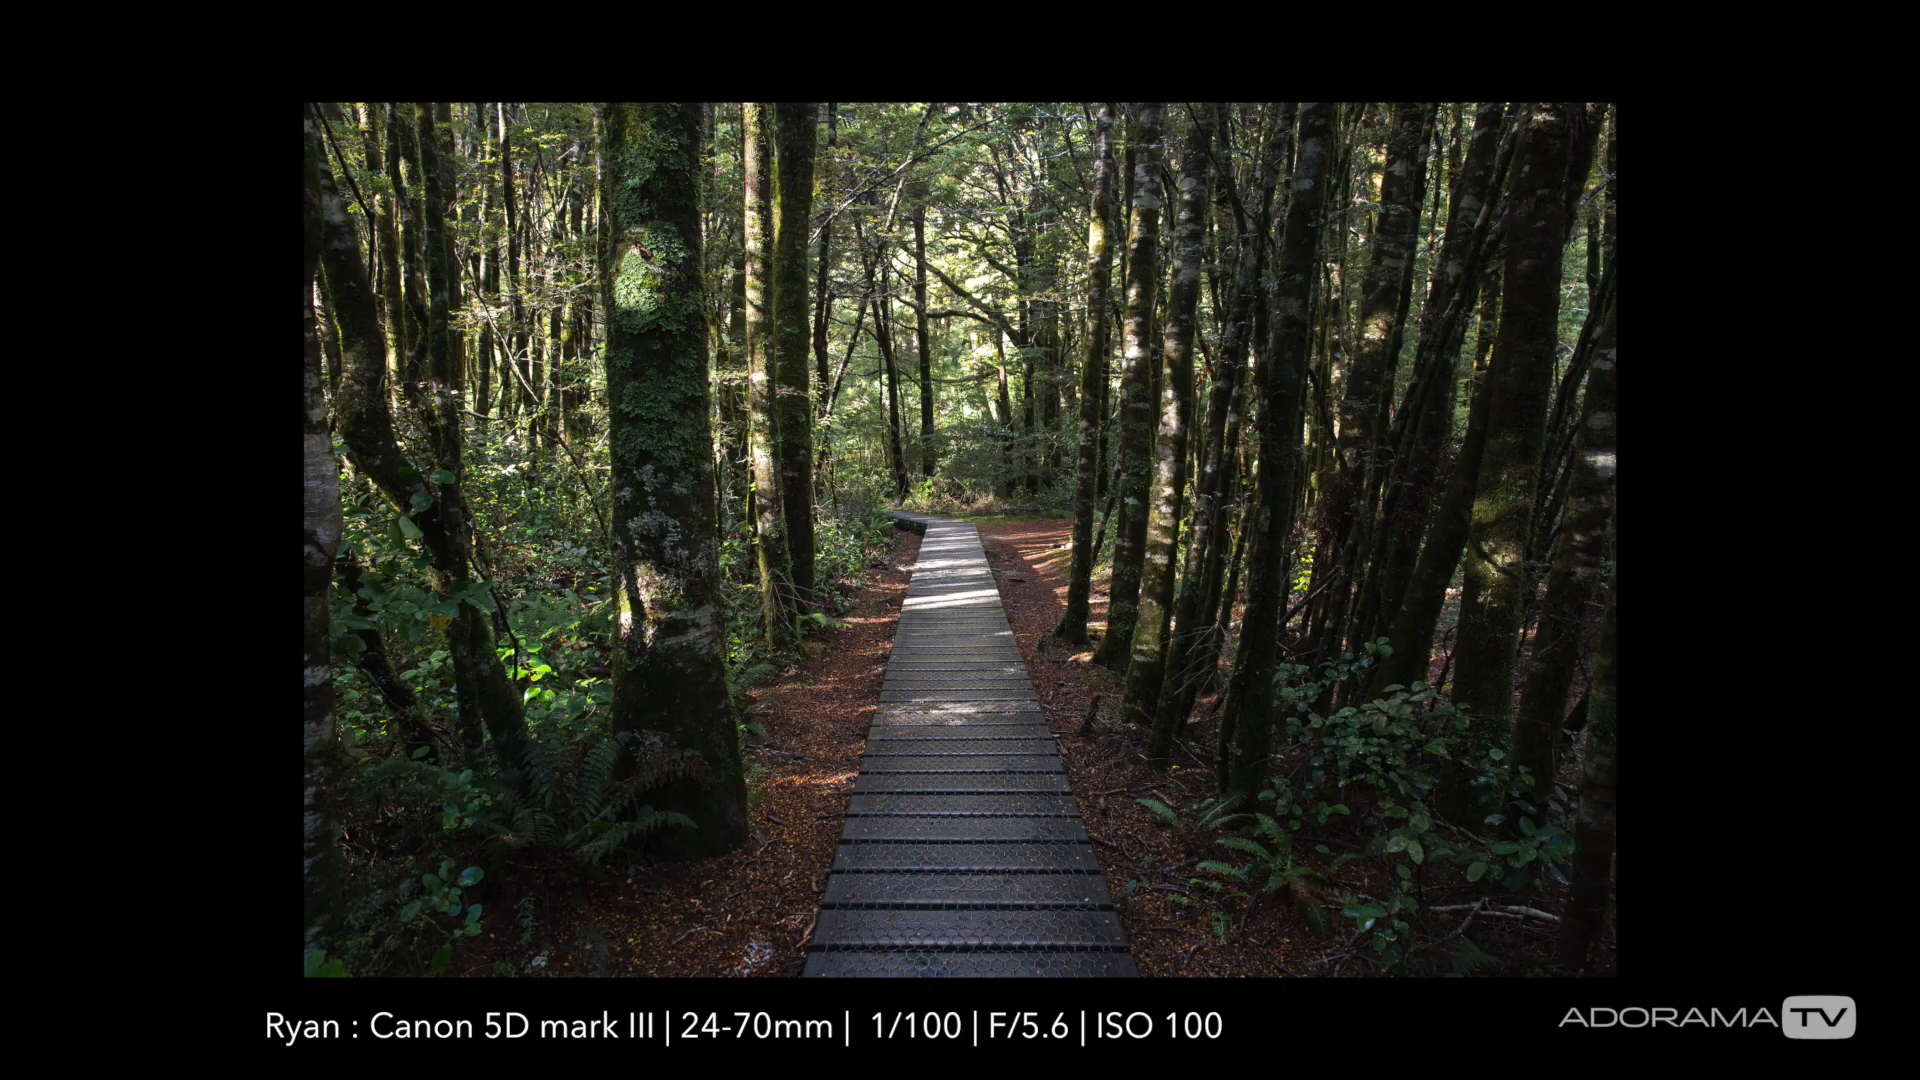 Ryan : Canon 5D mark III | 24-70mm | 1/100 | F/5.6 | ISO 100
ADORAMA TV